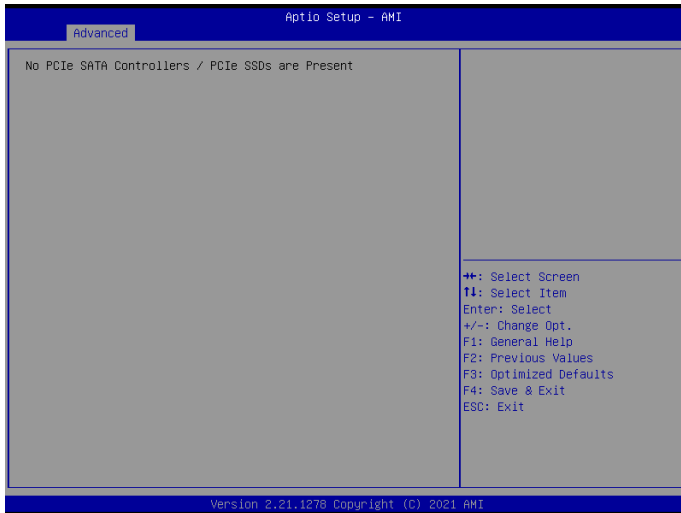 Aptio Setup – AMI
Advanced
No PCIe SATA Controllers / PCIe SSDs are Present
→←: Select Screen
↑↓: Select Item
Enter: Select
+/-: Change Opt.
F1: General Help
F2: Previous Values
F3: Optimized Defaults
F4: Save & Exit
ESC: Exit
Version 2.21.1278 Copyright (C) 2021 AMI